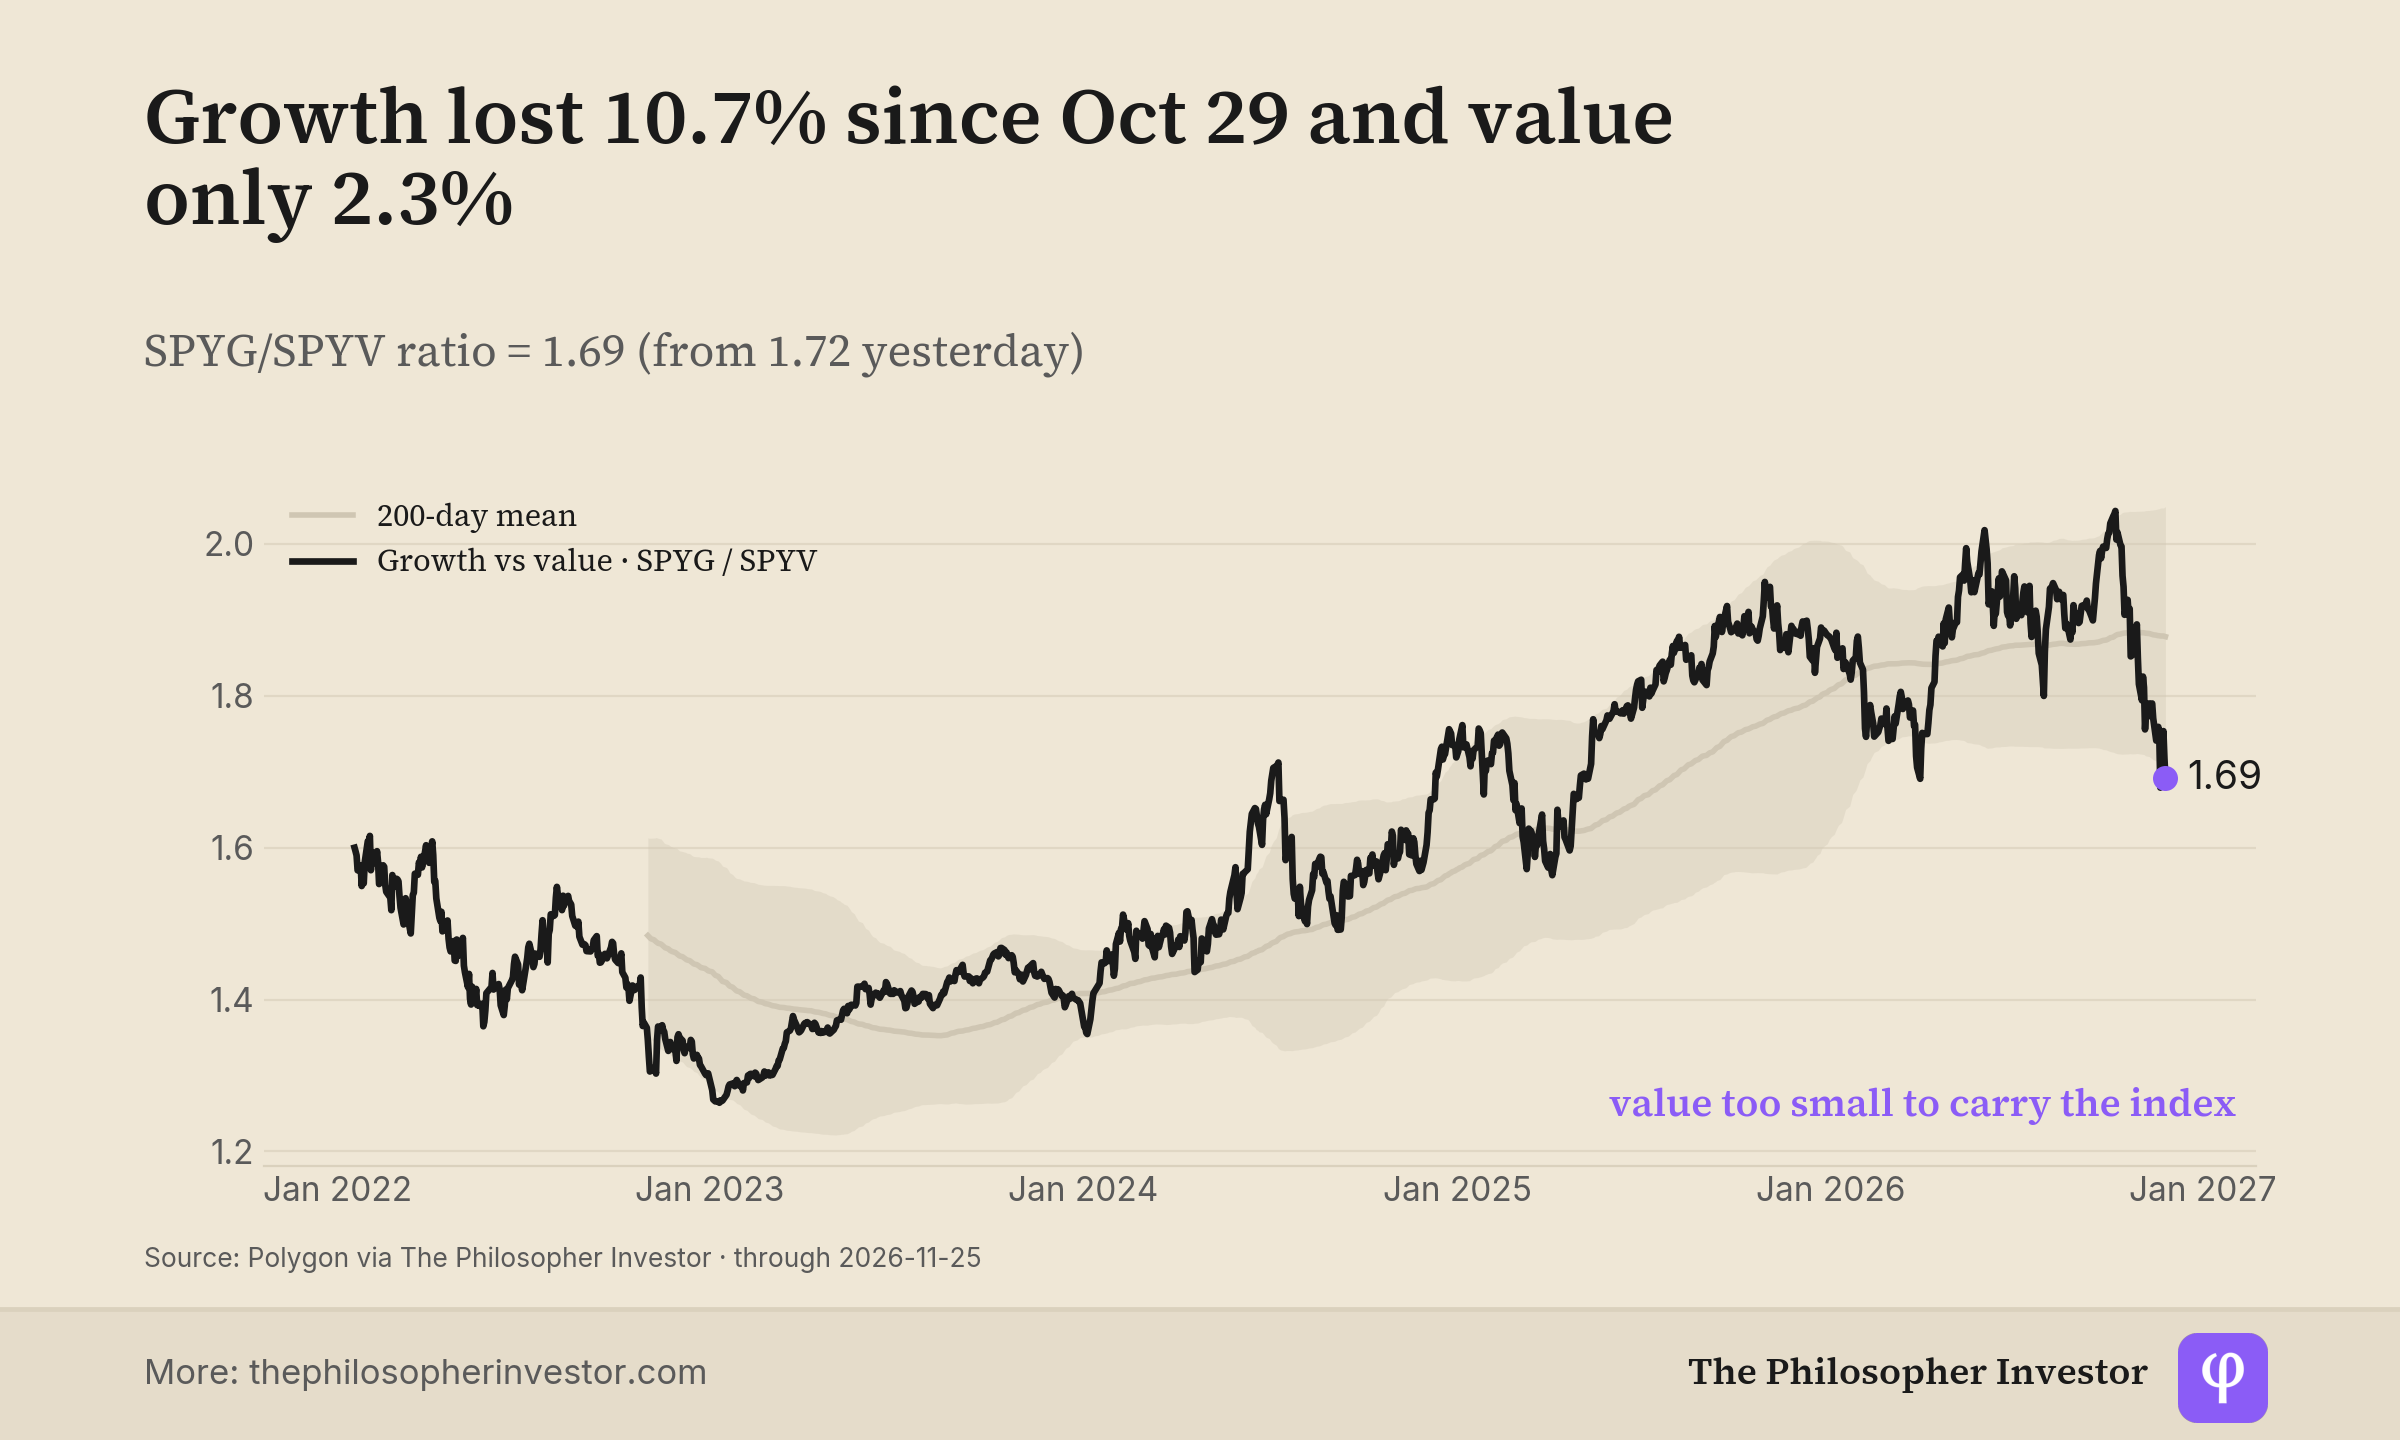 Growth lost 10.7% since Oct 29 and value
only 2.3%
SPYG/SPYV ratio = 1.69 (from 1.72 yesterday)
200-day mean
Growth vs value · SPYG / SPYV
2.0
1.8
1.6
1.4
1.2
1.69
value too small to carry the index
Jan 2022 Jan 2023 Jan 2024 Jan 2025 Jan 2026 Jan 2027
Source: Polygon via The Philosopher Investor · through 2026-11-25
More: thephilosopherinvestor.com
The Philosopher Investor φ